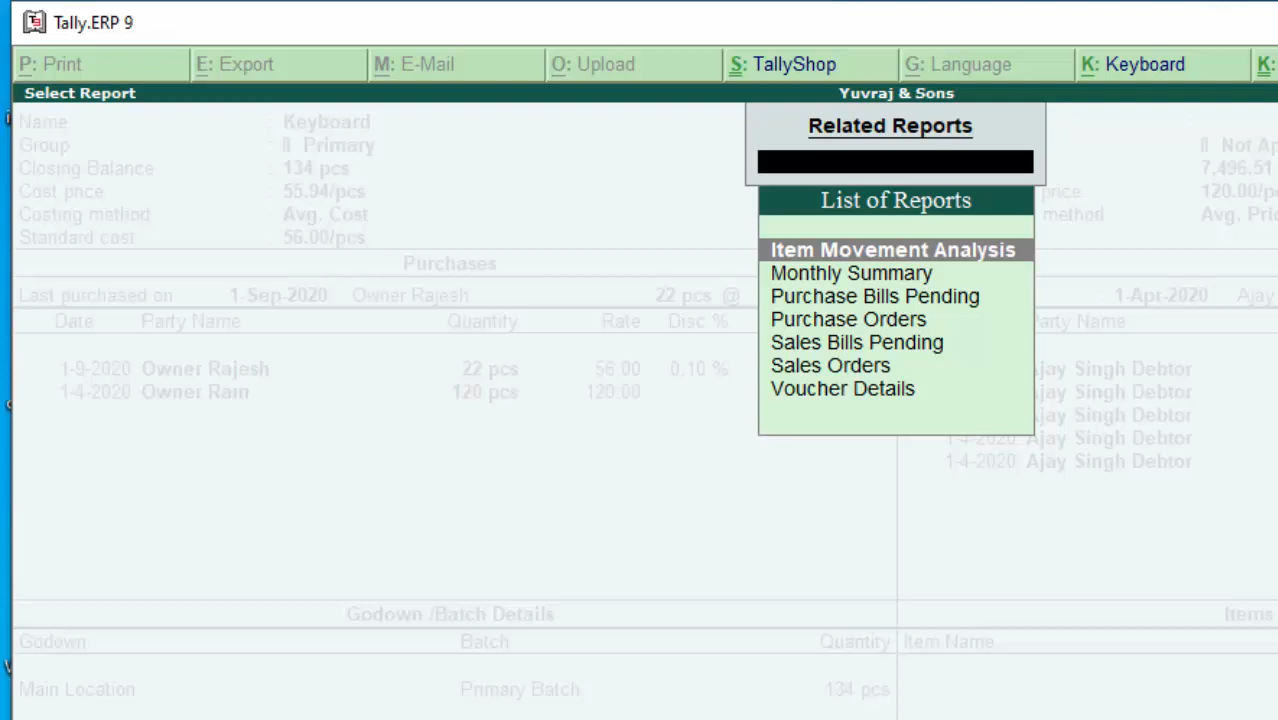 Tally.ERP 9
P: Print E: Export M: E-Mail O: Upload S: TallyShop G: Language K: Keyboard K:
Select Report Yuvraj & Sons
Related Reports
List of Reports
Item Movement Analysis
Monthly Summary
Purchase Bills Pending
Purchase Orders
Sales Bills Pending
Sales Orders
Voucher Details
Name : Keyboard
Group : Primary Not Ap
Closing Balance : 134 pcs 7,496.51
Cost price : 55.94/pcs price 120.00/p
Costing method : Avg. Cost method Avg. Pri
Standard cost : 56.00/pcs
Purchases
Last purchased on 1-Sep-2020 Owner Rajesh 22 pcs @ 1-Apr-2020 Ajay
Date Party Name Quantity Rate Disc % Party Name
1-9-2020 Owner Rajesh 22 pcs 56.00 0.10 % Ajay Singh Debtor
1-4-2020 Owner Ram 120 pcs 120.00 Ajay Singh Debtor
Ajay Singh Debtor
1-4-2020 Ajay Singh Debtor
1-4-2020 Ajay Singh Debtor
Godown /Batch Details Items
Godown Batch Quantity Item Name
Main Location Primary Batch 134 pcs